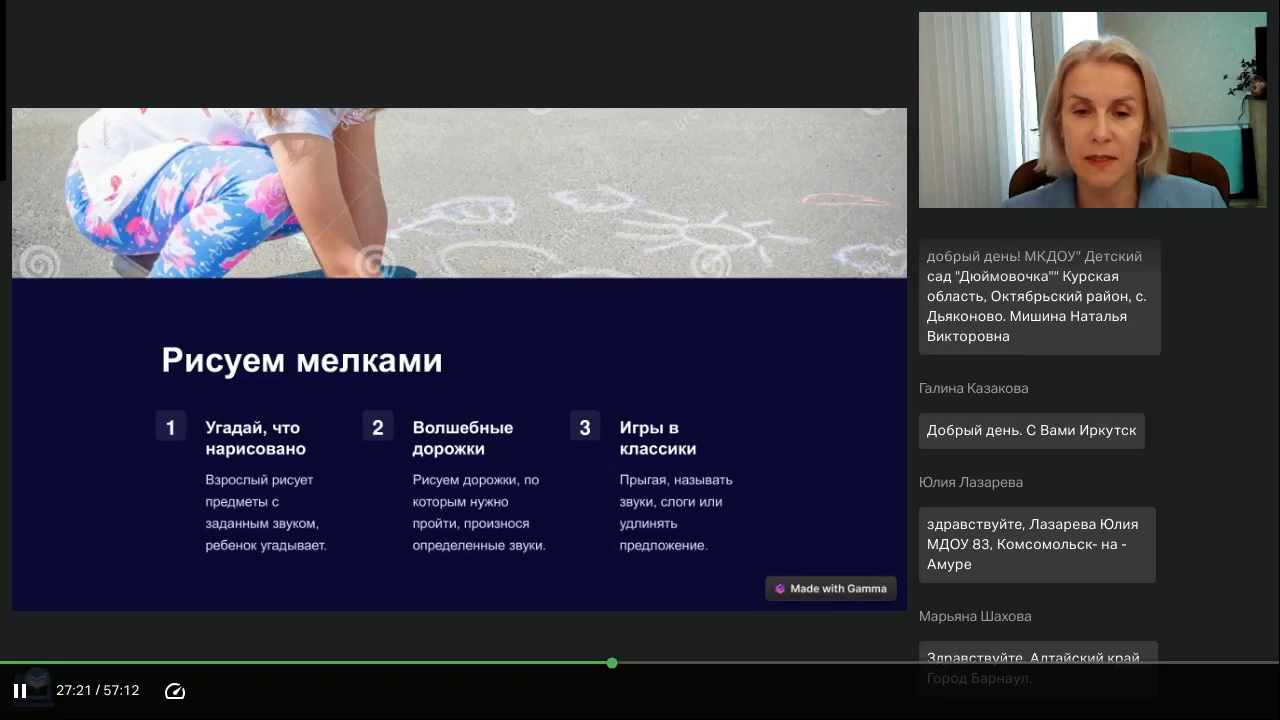 Рисуем мелками
1
Угадай, что
нарисовано
Взрослый рисует
предметы с
заданным звуком,
ребенок угадывает.
2
Волшебные
дорожки
Рисуем дорожки, по
которым нужно
пройти, произнося
определенные звуки.
3
Игры в
классики
Прыгая, называть
звуки, слоги или
удлинять
предложение.
Made with Gamma
добрый день! МКДОУ" Детский
сад "Дюймовочка"" Курская
область, Октябрьский район, с.
Дьяконово. Мишина Наталья
Викторовна
Галина Казакова
Добрый день. С Вами Иркутск
Юлия Лазарева
здравствуйте, Лазарева Юлия
МДОУ 83, Комсомольск- на -
Амуре
Марьяна Шахова
Здравствуйте. Алтайский край.
Город Барнаул.
27:21 / 57:12